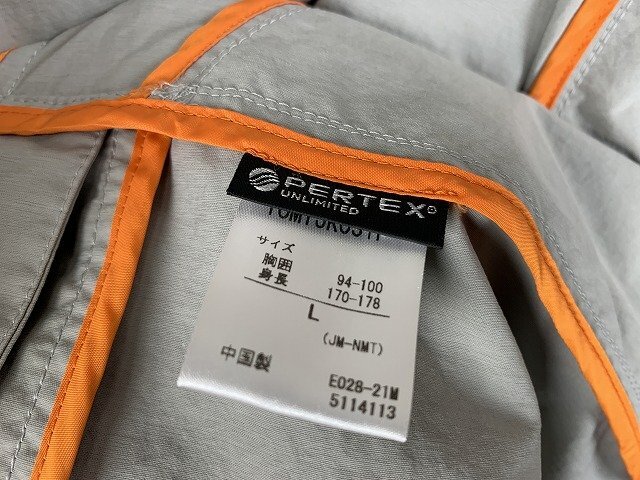 PERTEX®
UNLIMITED
サイズ
胸囲 94-100
身長 170-178
L
(JM-NMT)
中国製
E028-21M
5114113